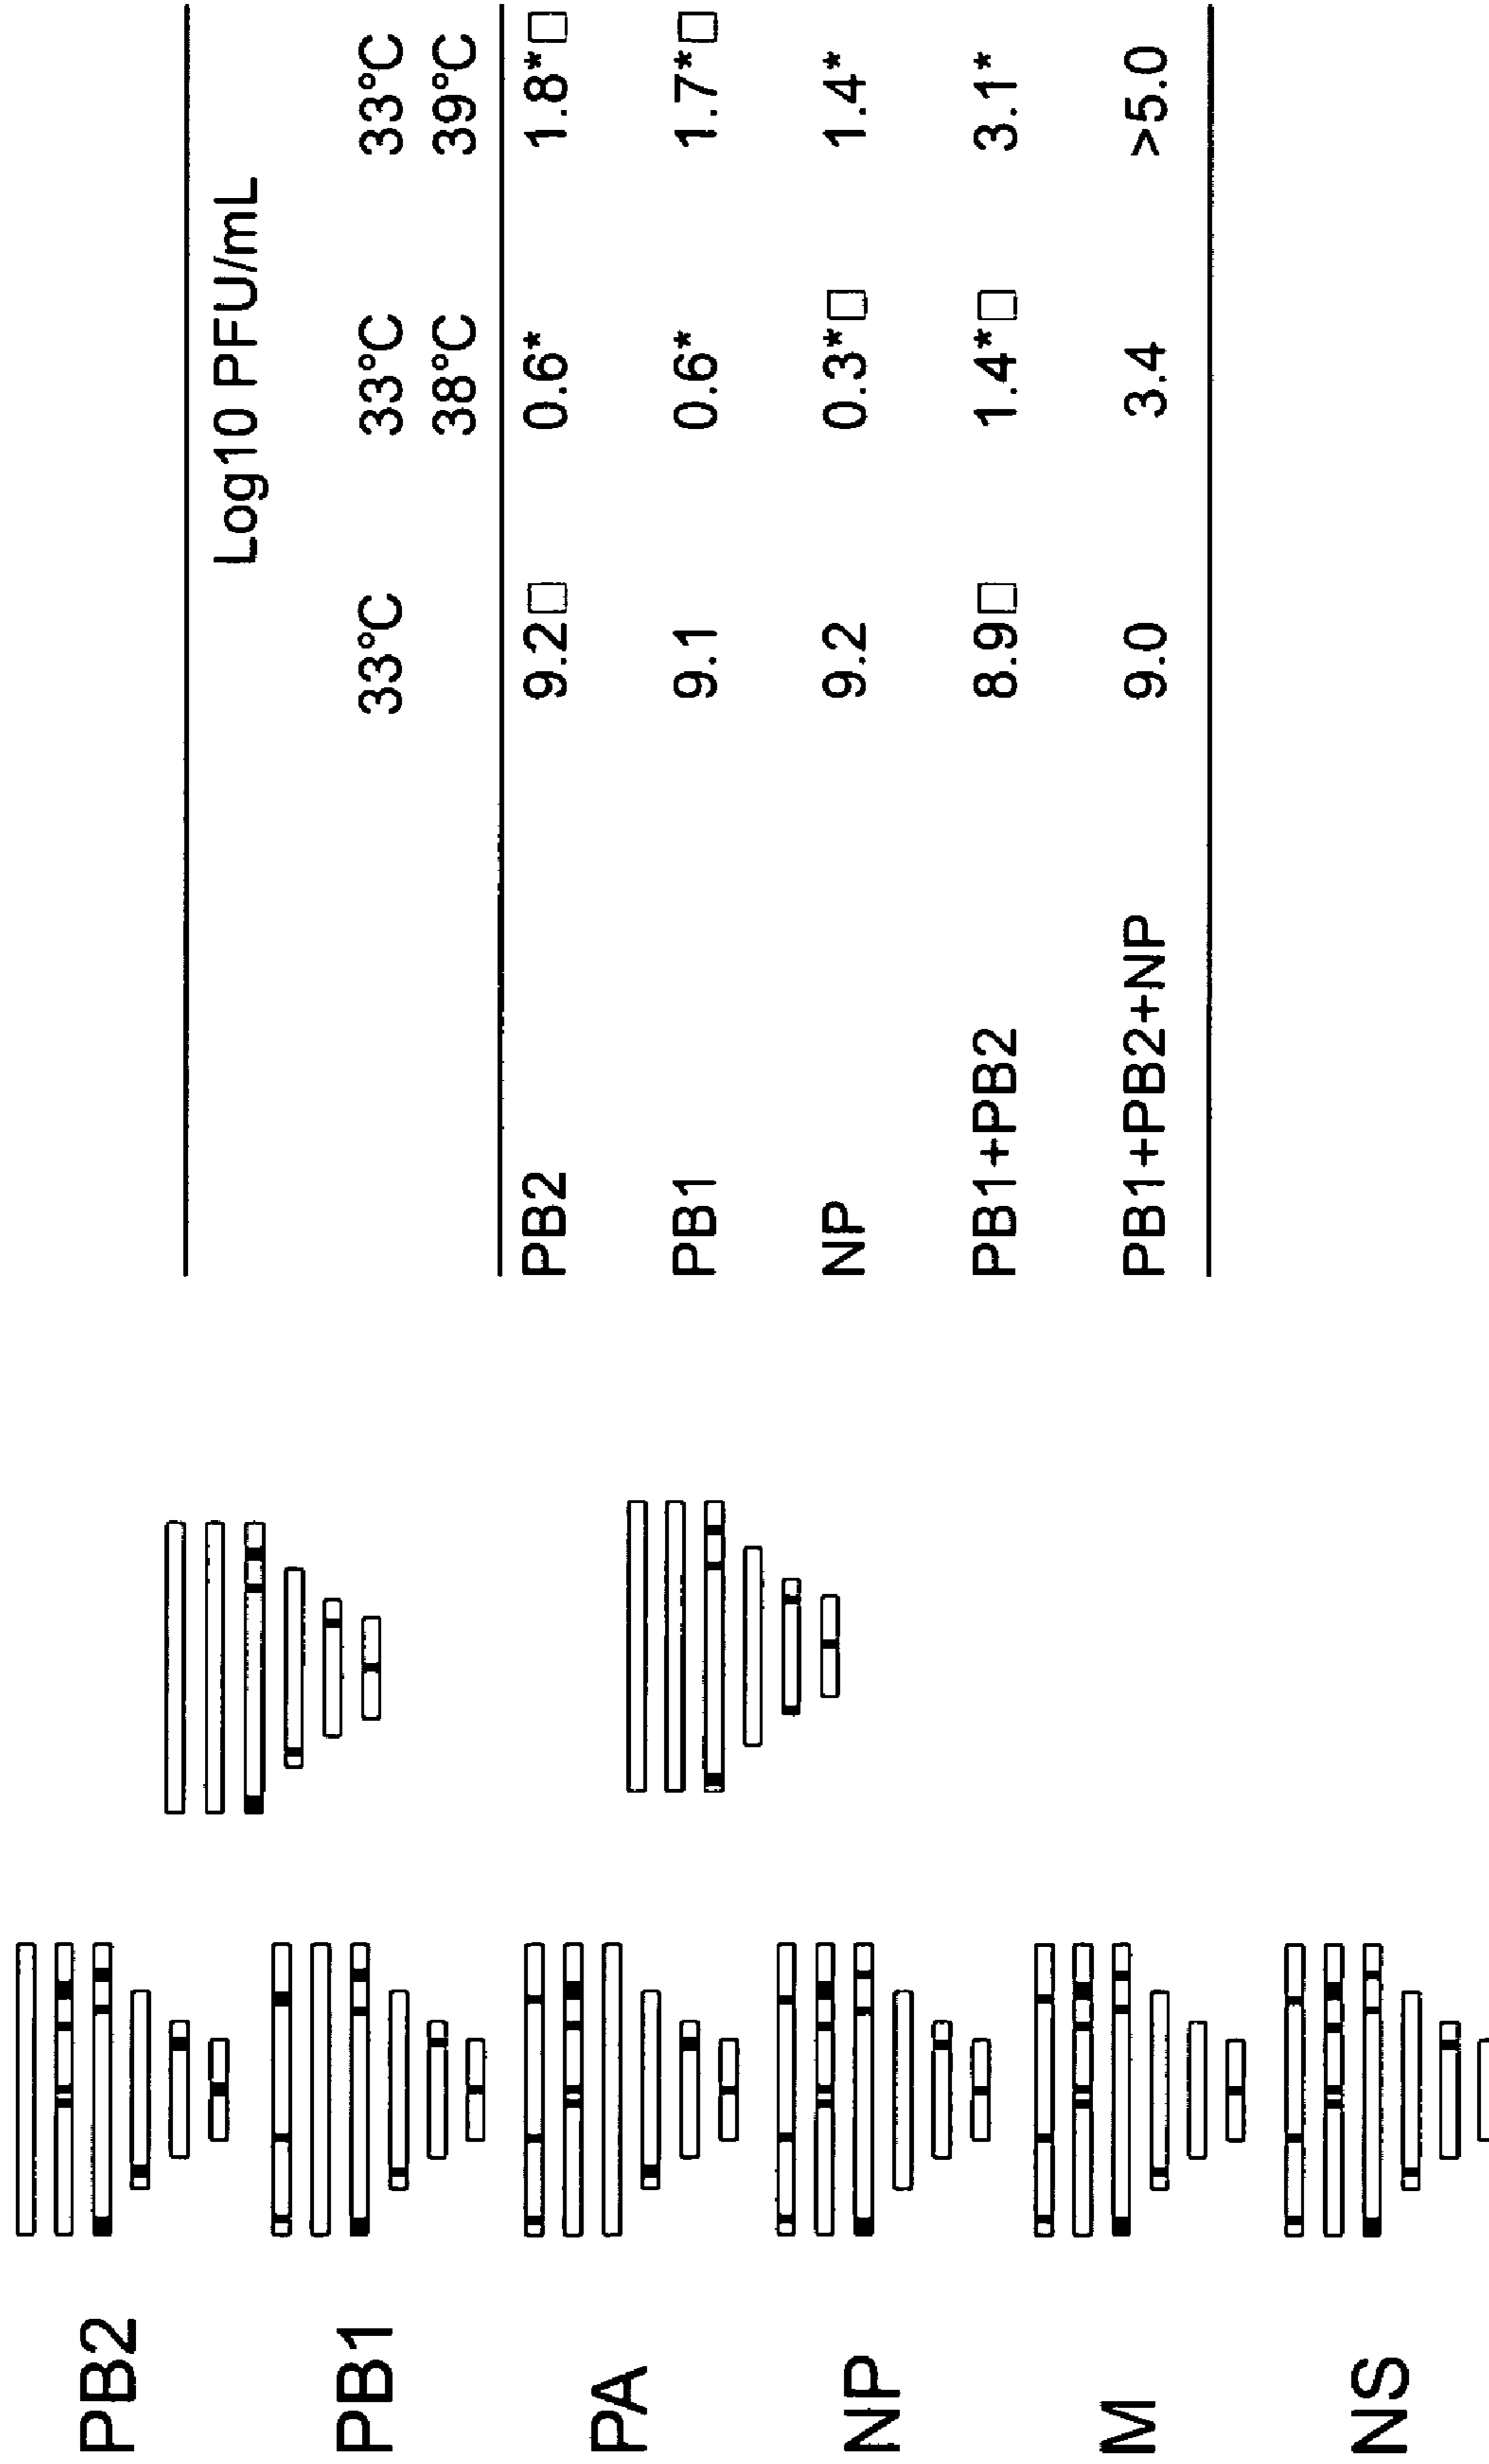 PB2
PB1
PA
NP
M
NS
Log10 PFU/mL
33°C 33°C 33°C
38°C 39°C
PB2 9.2□ 0.6* 1.8*□
PB1 9.1 0.6* 1.7*□
NP 9.2 0.3*□ 1.4*
PB1+PB2 8.9□ 1.4*□ 3.1*
PB1+PB2+NP 9.0 3.4 >5.0